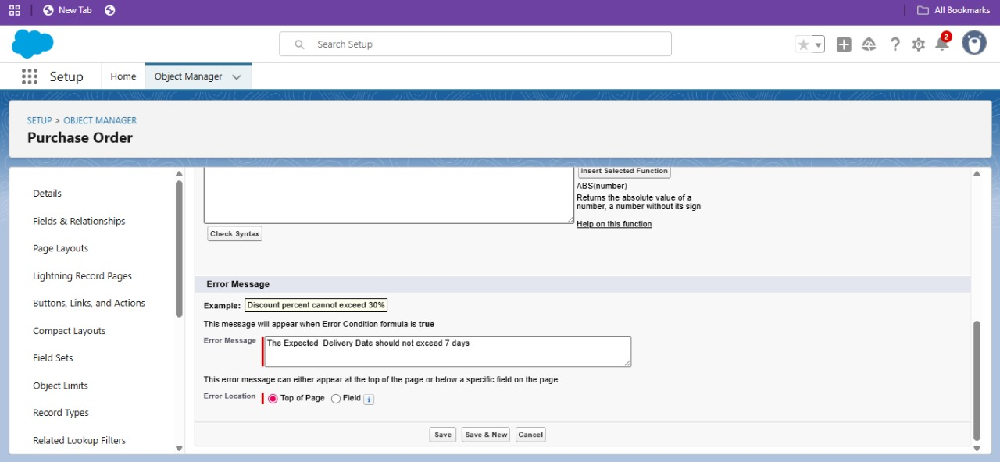 New Tab
All Bookmarks
Search Setup
2
Setup
Home
Object Manager
SETUP > OBJECT MANAGER
Purchase Order
Details
Fields & Relationships
Page Layouts
Lightning Record Pages
Buttons, Links, and Actions
Compact Layouts
Field Sets
Object Limits
Record Types
Related Lookup Filters
Insert Selected Function
ABS(number)
Returns the absolute value of a
number, a number without its sign
Help on this function
Check Syntax
Error Message
Example: Discount percent cannot exceed 30%
This message will appear when Error Condition formula is true
Error Message The Expected  Delivery Date should not exceed 7 days
This error message can either appear at the top of the page or below a specific field on the page
Error Location Top of Page Field i
Save Save & New Cancel